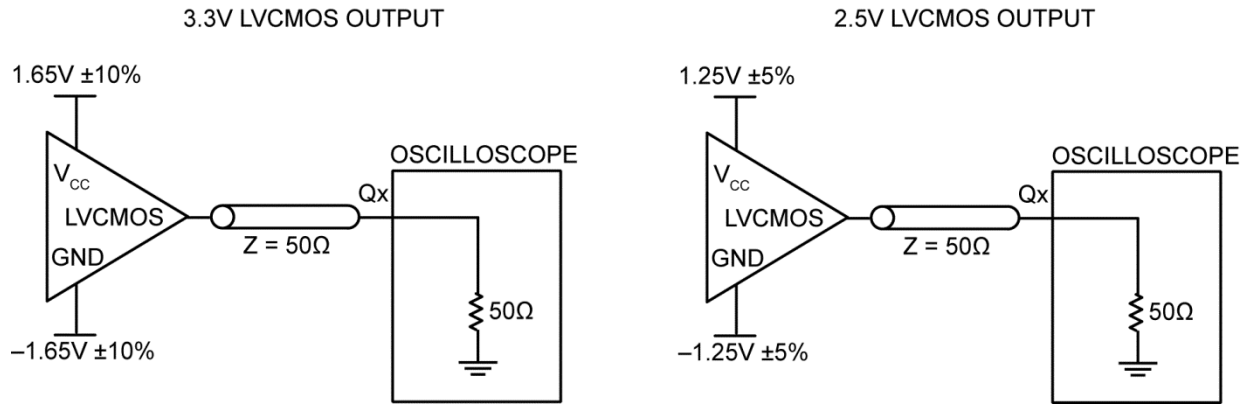 3.3V LVCMOS OUTPUT
1.65V ±10%
OSCILLOSCOPE
VCC
Qx
LVCMOS
Z = 50Ω
GND
50Ω
–1.65V ±10%
2.5V LVCMOS OUTPUT
1.25V ±5%
OSCILLOSCOPE
VCC
Qx
LVCMOS
Z = 50Ω
GND
50Ω
–1.25V ±5%